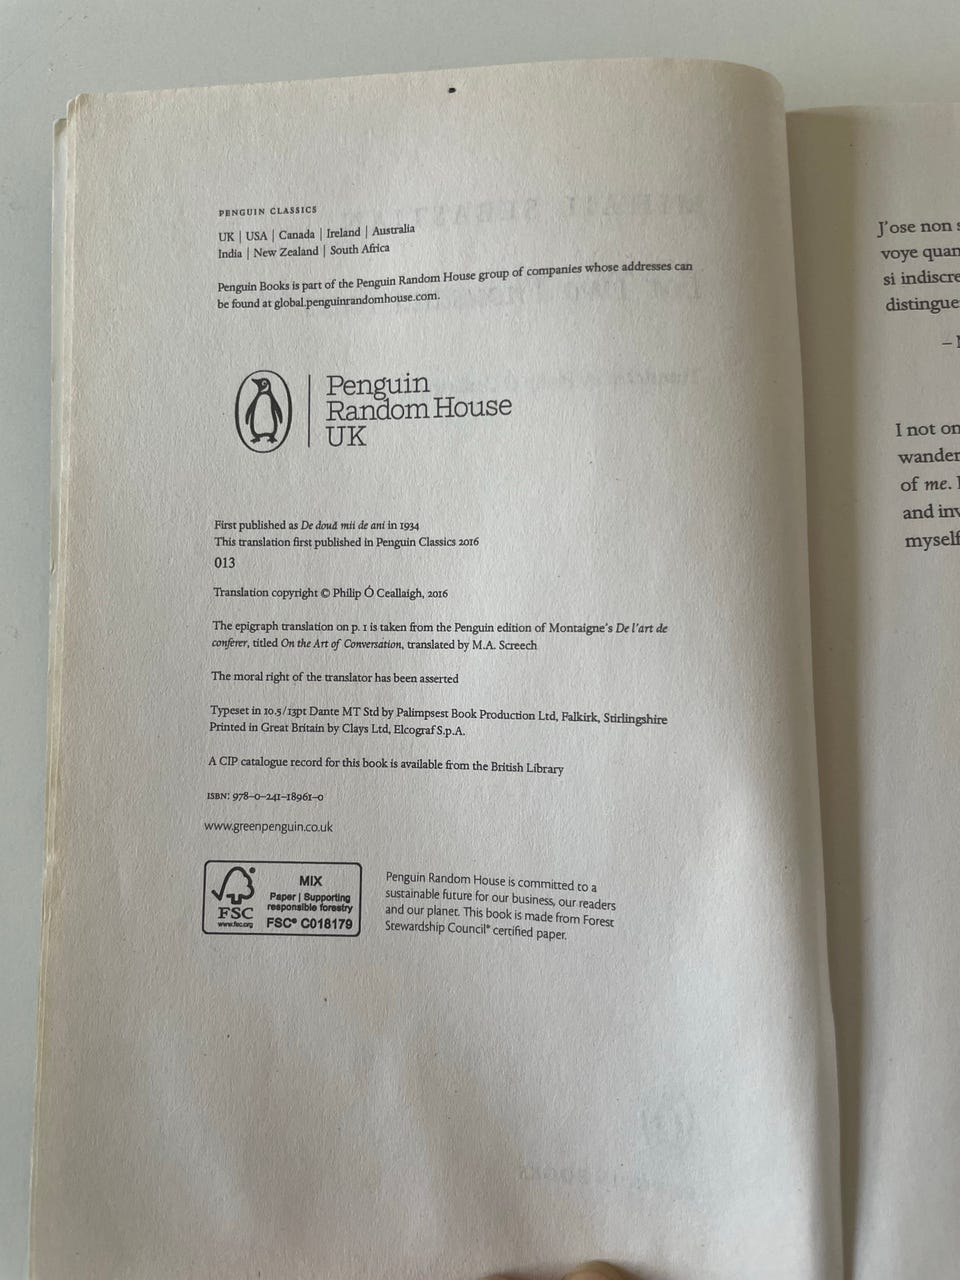 PENGUIN CLASSICS
UK | USA | Canada | Ireland | Australia
India | New Zealand | South Africa
Penguin Books is part of the Penguin Random House group of companies whose addresses can
be found at global.penguinrandomhouse.com.
Penguin
Random House
UK
First published as De două mii de ani in 1934
This translation first published in Penguin Classics 2016
013
Translation copyright © Philip Ó Ceallaigh, 2016
The epigraph translation on p. 1 is taken from the Penguin edition of Montaigne's De l'art de
conférer, titled On the Art of Conversation, translated by M.A. Screech
The moral right of the translator has been asserted
Typeset in 10.5/13pt Dante MT Std by Palimpsest Book Production Ltd, Falkirk, Stirlingshire
Printed in Great Britain by Clays Ltd, Elcograf S.p.A.
A CIP catalogue record for this book is available from the British Library
ISBN: 978-0-241-18961-0
www.greenpenguin.co.uk
FSC
www.fsc.org
MIX
Paper | Supporting
responsible forestry
FSC® C018179
Penguin Random House is committed to a
sustainable future for our business, our readers
and our planet. This book is made from Forest
Stewardship Council® certified paper.
J'ose non
voye quan
si indiscre
distingue
–
I not on
wander
of me.
and inv
myself